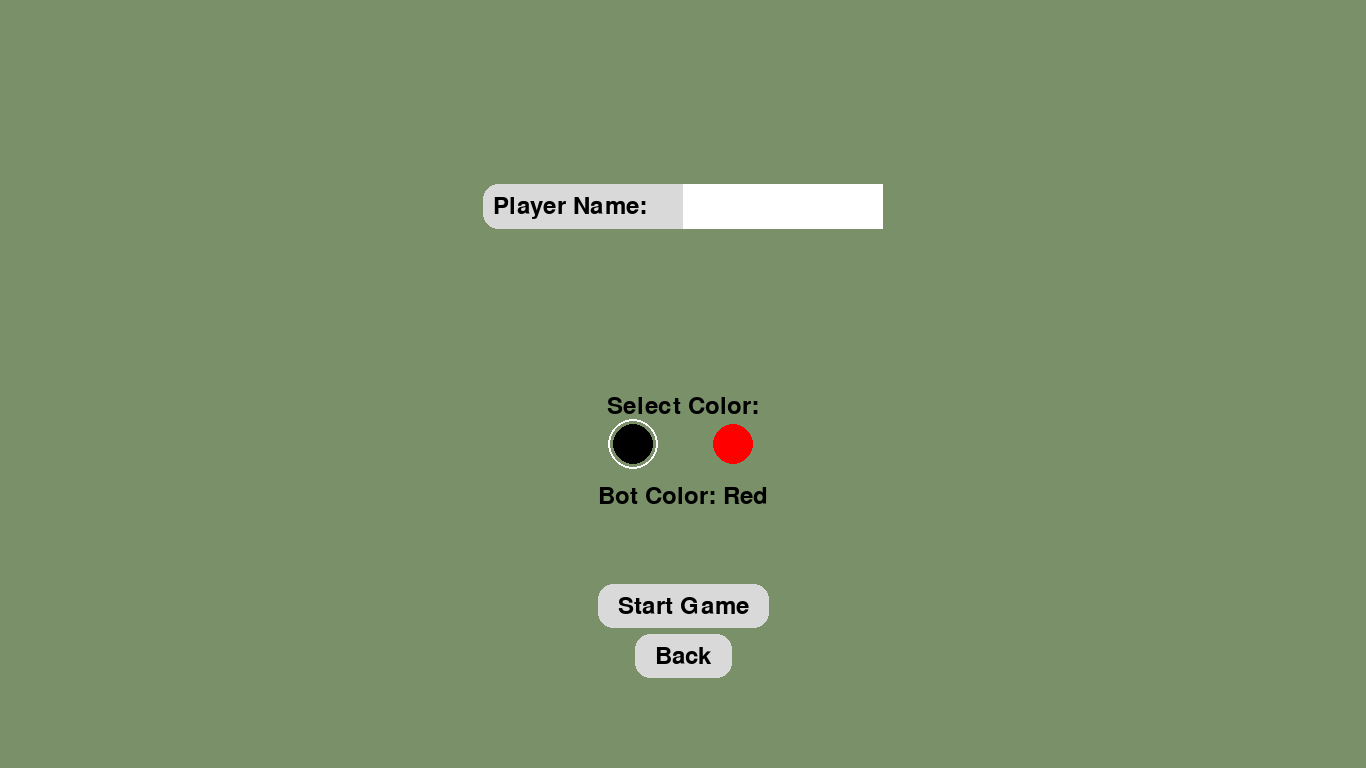 Player Name:
Select Color:
Bot Color: Red
Start Game
Back